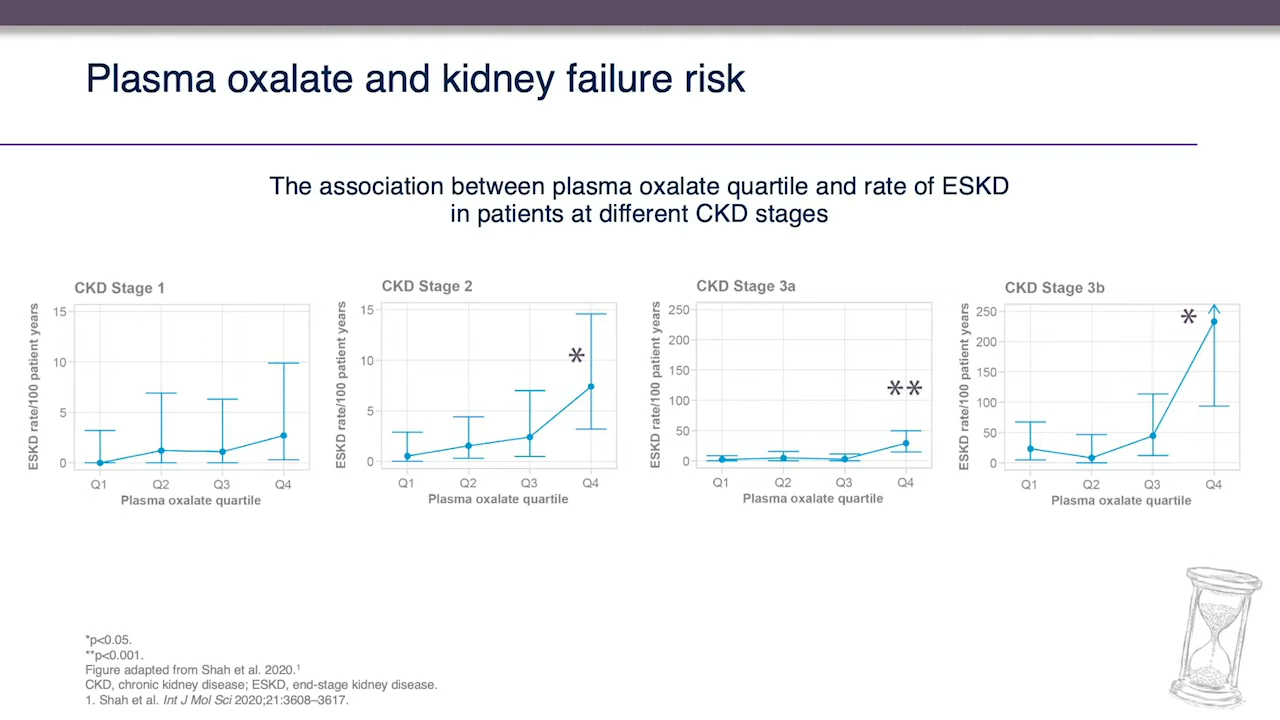 Plasma oxalate and kidney failure risk
The association between plasma oxalate quartile and rate of ESKD
in patients at different CKD stages
CKD Stage 1
ESKD rate/100 patient years
15
10
5
0
Q1 Q2 Q3 Q4
Plasma oxalate quartile
CKD Stage 2
ESKD rate/100 patient years
15
10
5
0
*
Q1 Q2 Q3 Q4
Plasma oxalate quartile
CKD Stage 3a
ESKD rate/100 patient years
250
200
150
100
50
0
**
Q1 Q2 Q3 Q4
Plasma oxalate quartile
CKD Stage 3b
ESKD rate/100 patient years
250
200
150
100
50
0
*
Q1 Q2 Q3 Q4
Plasma oxalate quartile
*p<0.05.
**p<0.001.
Figure adapted from Shah et al. 2020.¹
CKD, chronic kidney disease; ESKD, end-stage kidney disease.
1. Shah et al. Int J Mol Sci 2020;21:3608–3617.